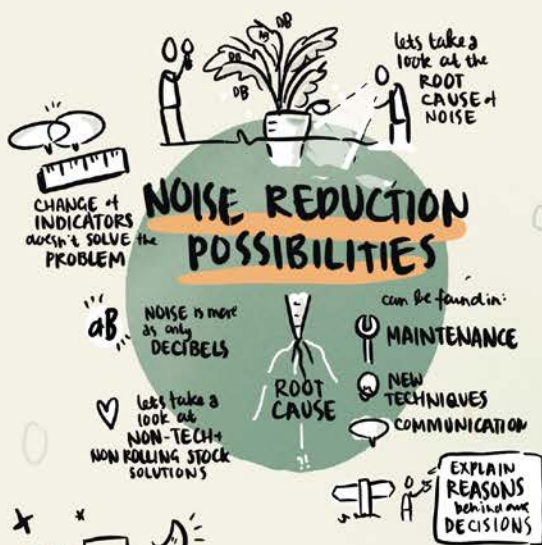 DB
DB
DB
DB
lets take a
look at the
ROOT
CAUSE of
NOISE
CHANGE of
INDICATORS
doesn't SOLVE the
PROBLEM
NOISE REDUCTION
POSSIBILITIES
dB
NOISE is more
as only
DECIBELS
can be found in:
MAINTENANCE
NEW
TECHNIQUES
COMMUNICATION
ROOT
CAUSE
?!
lets take a
look at
NON-TECH+
NON ROLLING STOCK
SOLUTIONS
EXPLAIN
REASONS
behind our
DECISIONS